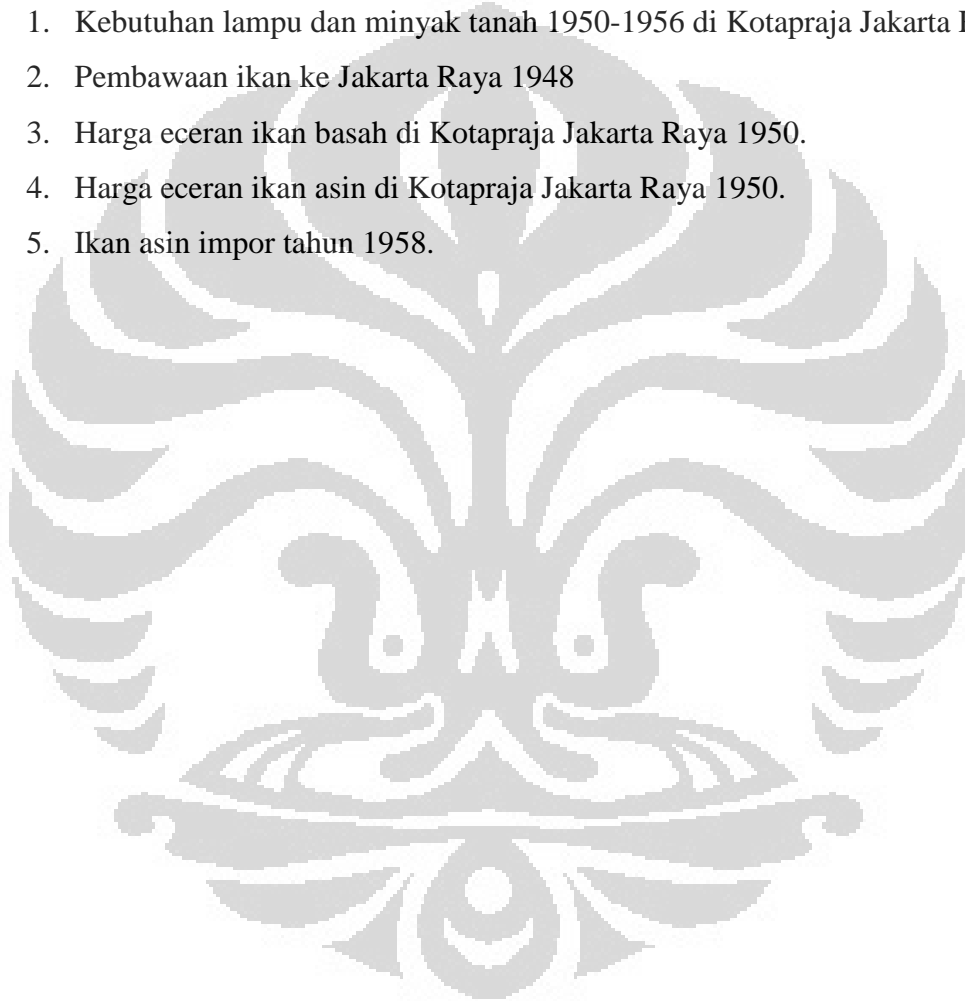 1. Kebutuhan lampu dan minyak tanah 1950-1956 di Kotapraja Jakarta
2. Pembawaan ikan ke Jakarta Raya 1948
3. Harga eceran ikan basah di Kotapraja Jakarta Raya 1950.
4. Harga eceran ikan asin di Kotapraja Jakarta Raya 1950.
5. Ikan asin impor tahun 1958.